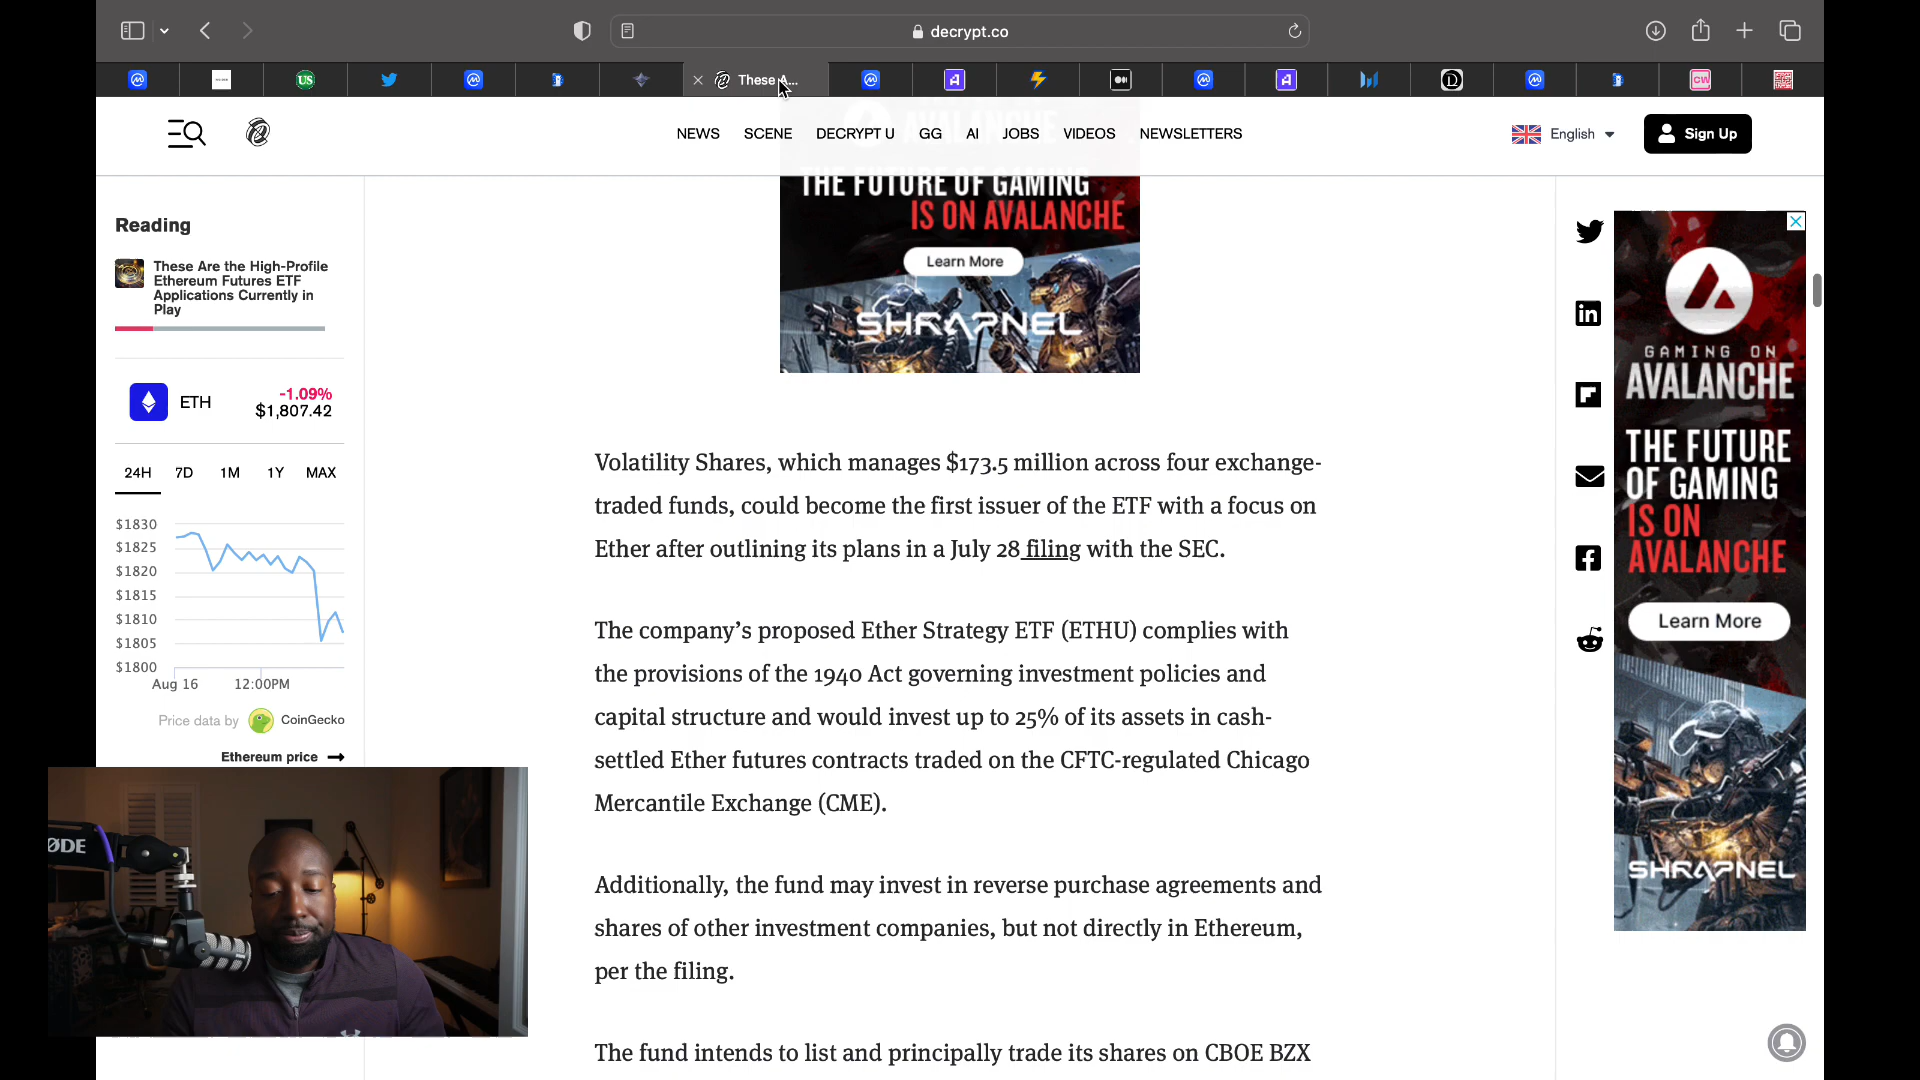 decrypt.co
US
These A...
CW
NEWS SCENE DECRYPT U GG AI JOBS VIDEOS NEWSLETTERS
English
Sign Up
THE FUTURE OF GAMING
IS ON AVALANCHE
Learn More
SHRAPNEL
Reading
These Are the High-Profile
Ethereum Futures ETF
Applications Currently in
Play
ETH
-1.09%
$1,807.42
24H 7D 1M 1Y MAX
$1830
$1825
$1820
$1815
$1810
$1805
$1800
Aug 16 12:00PM
Price data by CoinGecko
Ethereum price
Volatility Shares, which manages $173.5 million across four exchange-
traded funds, could become the first issuer of the ETF with a focus on
Ether after outlining its plans in a July 28 filing with the SEC.
The company’s proposed Ether Strategy ETF (ETHU) complies with
the provisions of the 1940 Act governing investment policies and
capital structure and would invest up to 25% of its assets in cash-
settled Ether futures contracts traded on the CFTC-regulated Chicago
Mercantile Exchange (CME).
Additionally, the fund may invest in reverse purchase agreements and
shares of other investment companies, but not directly in Ethereum,
per the filing.
The fund intends to list and principally trade its shares on CBOE BZX
GAMING ON
AVALANCHE
THE FUTURE
OF GAMING
IS ON
AVALANCHE
Learn More
SHRAPNEL
ØDE